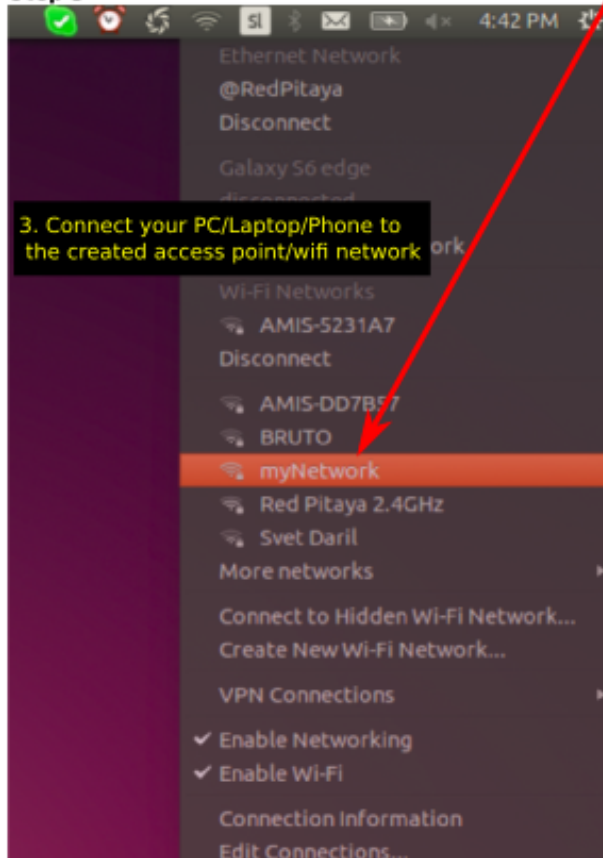 sl
4:42 PM
Ethernet Network
@RedPitaya
Disconnect
Galaxy S6 edge
disconnected
3. Connect your PC/Laptop/Phone to
the created access point/wifi network
ork
Wi-Fi Networks
AMIS-5231A7
Disconnect
AMIS-DD7B57
BRUTO
myNetwork
Red Pitaya 2.4GHz
Svet Daril
More networks
Connect to Hidden Wi-Fi Network...
Create New Wi-Fi Network...
VPN Connections
Enable Networking
Enable Wi-Fi
Connection Information
Edit Connections...